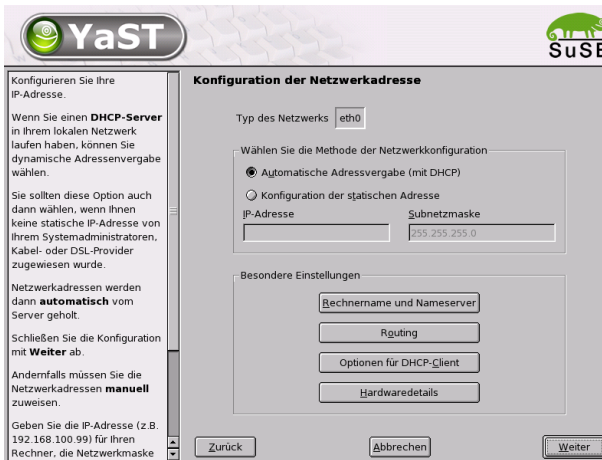 YaST
SuSE
Konfigurieren Sie Ihre
IP-Adresse.
Wenn Sie einen DHCP-Server
in Ihrem lokalen Netzwerk
laufen haben, können Sie
dynamische Adressenvergabe
wählen.
Sie sollten diese Option auch
dann wählen, wenn Ihnen
keine statische IP-Adresse von
Ihrem Systemadministratoren,
Kabel- oder DSL-Provider
zugewiesen wurde.
Netzwerkadressen werden
dann automatisch vom
Server geholt.
Schließen Sie die Konfiguration
mit Weiter ab.
Andernfalls müssen Sie die
Netzwerkadressen manuell
zuweisen.
Geben Sie die IP-Adresse (z.B.
192.168.100.99) für Ihren
Rechner, die Netzwerkmaske
Konfiguration der Netzwerkadresse
Typ des Netzwerks eth0
Wählen Sie die Methode der Netzwerkkonfiguration
Automatische Adressvergabe (mit DHCP)
Konfiguration der statischen Adresse
IP-Adresse Subnetzmaske
255.255.255.0
Besondere Einstellungen
Rechnername und Nameserver
Routing
Optionen für DHCP-Client
Hardwaredetails
Zurück Abbrechen Weiter